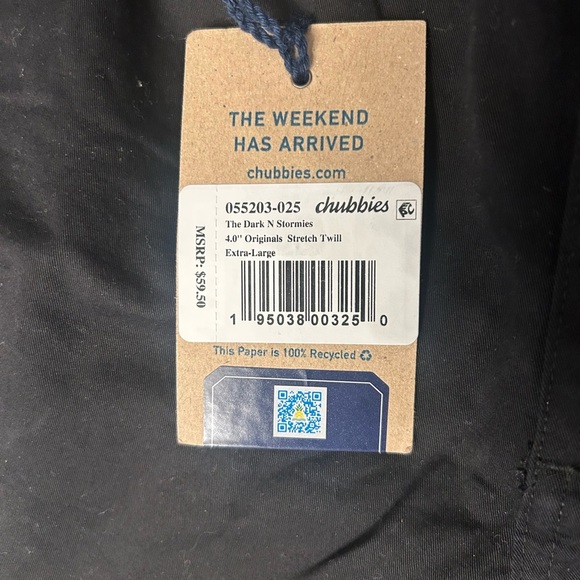 THE WEEKEND
HAS ARRIVED
chubbies.com
055203-025 chubbies
The Dark N Stormies
4.0" Originals Stretch Twill
Extra-Large
MSRP: $59.50
1 95038 00325 0
This Paper is 100% Recycled